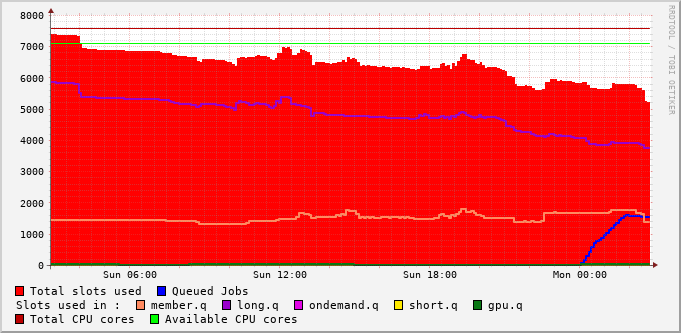 8000
7000
6000
5000
4000
3000
2000
1000
0
Sun 06:00 Sun 12:00 Sun 18:00 Mon 00:00
RRDTOOL / TOBI OETIKER
Total slots used Queued Jobs
Slots used in : member.q long.q ondemand.q short.q gpu.q
Total CPU cores Available CPU cores